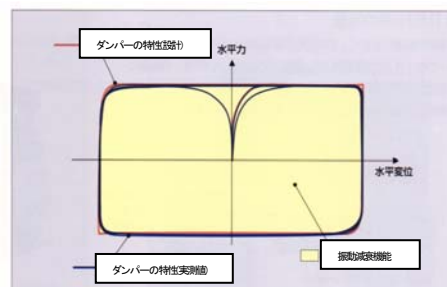 ダンパーの特性(設計)
水平力
水平変位
振動減衰機能
ダンパーの特性(実測値)